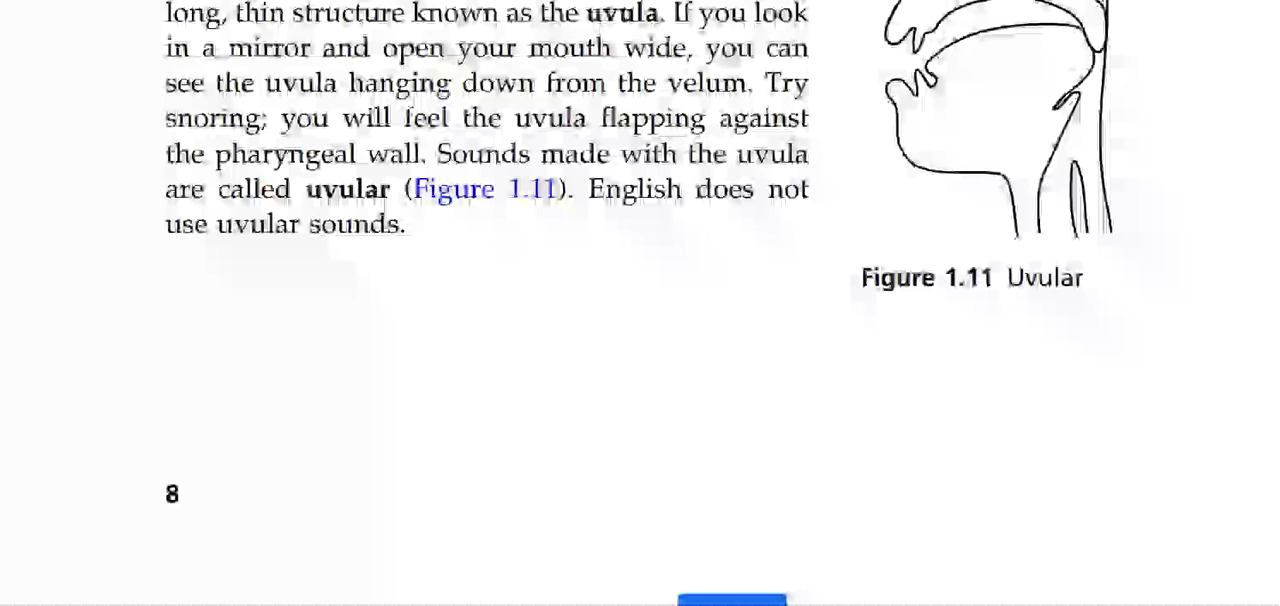 long, thin structure known as the uvula. If you look
in a mirror and open your mouth wide, you can
see the uvula hanging down from the velum. Try
snoring; you will feel the uvula flapping against
the pharyngeal wall. Sounds made with the uvula
are called uvular (Figure 1.11). English does not
use uvular sounds.
Figure 1.11 Uvular
8